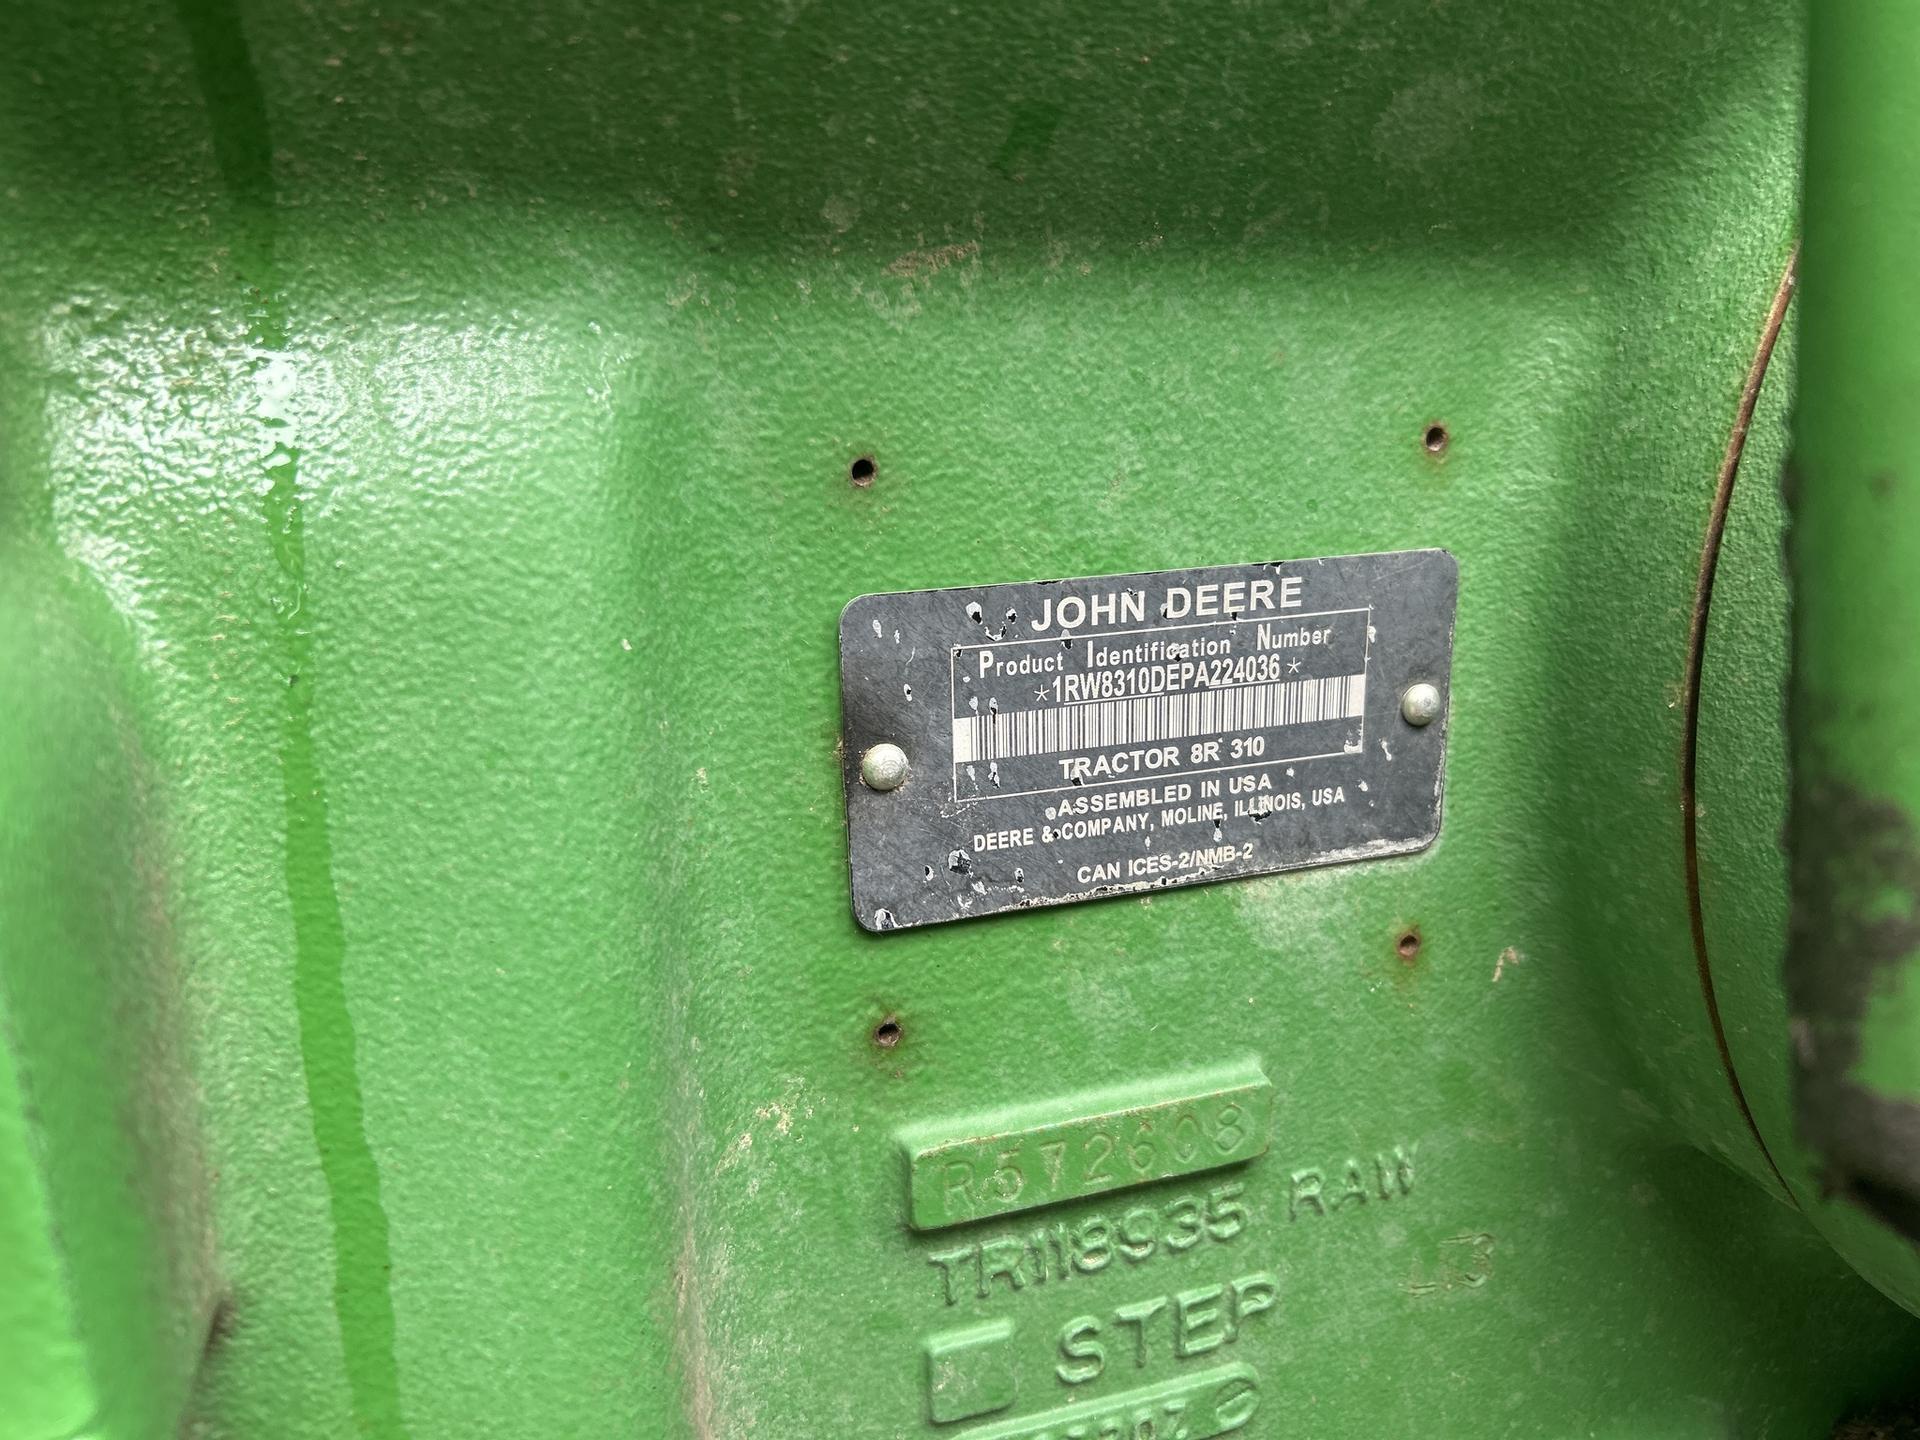 JOHN DEERE
Product Identification Number
*1RW8310DEPA224036*
TRACTOR 8R 310
ASSEMBLED IN USA
DEERE & COMPANY, MOLINE, ILLINOIS, USA
CAN ICES-2/NMB-2
R572608
TR118935 RAW
STEP